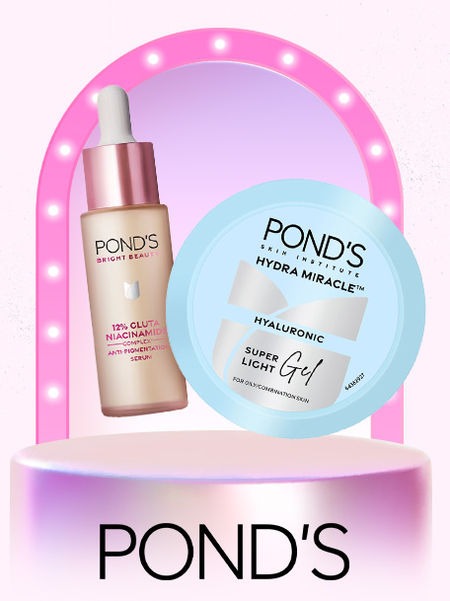 POND'S
BRIGHT BEAUTY
12% GLUTA
NIACINAMIDE
COMPLEX
ANTI-PIGMENTATION
SERUM
POND'S
SKIN INSTITUTE
HYDRA MIRACLE™
HYALURONIC
SUPER
LIGHT Gel
FOR OILY/COMBINATION SKIN
POND'S